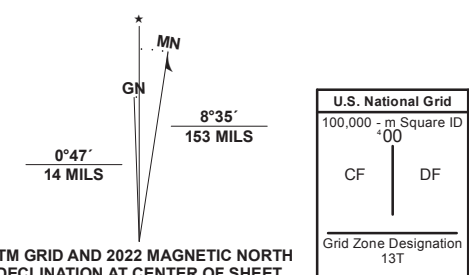 ★
MN
GN
8°35´
153 MILS
0°47´
14 MILS
TM GRID AND 2022 MAGNETIC NORTH
DECLINATION AT CENTER OF SHEET
U.S. National Grid
100,000 - m Square ID
⁴00
CF DF
Grid Zone Designation
13T